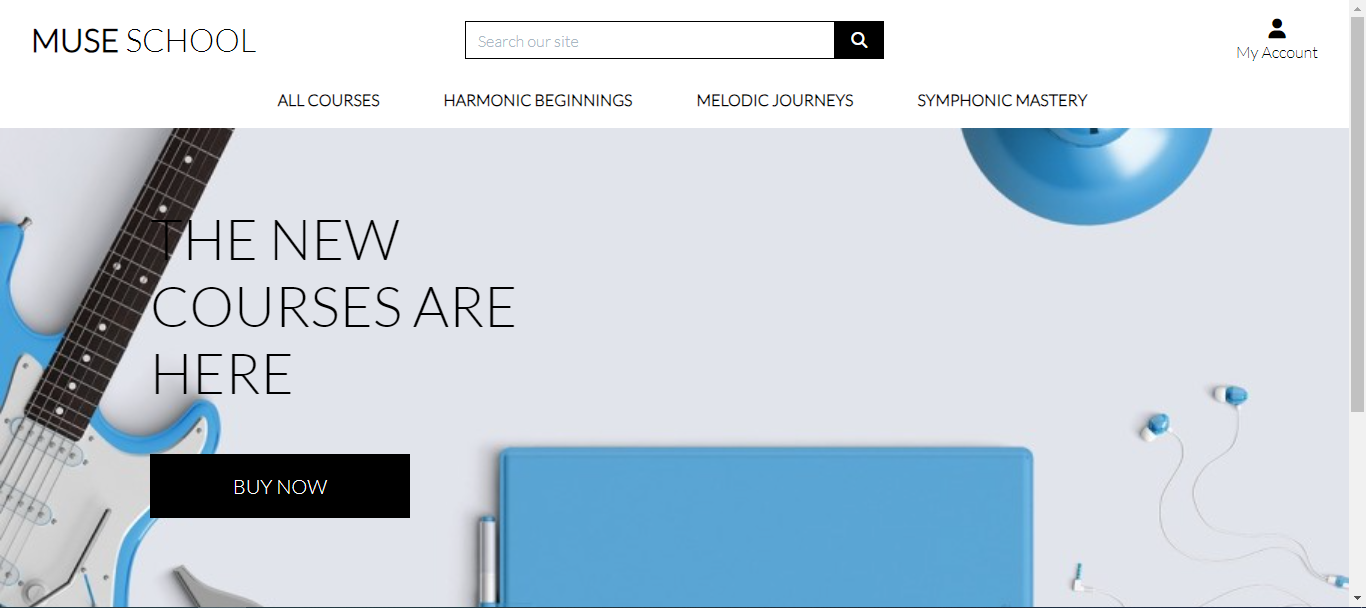 MUSE SCHOOL
Search our site
My Account
ALL COURSES HARMONIC BEGINNINGS MELODIC JOURNEYS SYMPHONIC MASTERY
THE NEW
COURSES ARE
HERE
BUY NOW